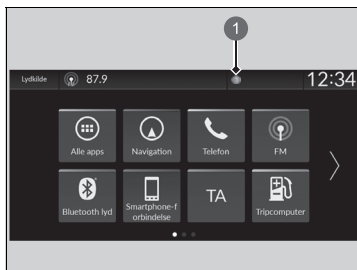 1
Lydkilde 87.9 12:34
Alle apps Navigation Telefon FM
Bluetooth lyd Smartphone-f
orbindelse TA Tripcomputer